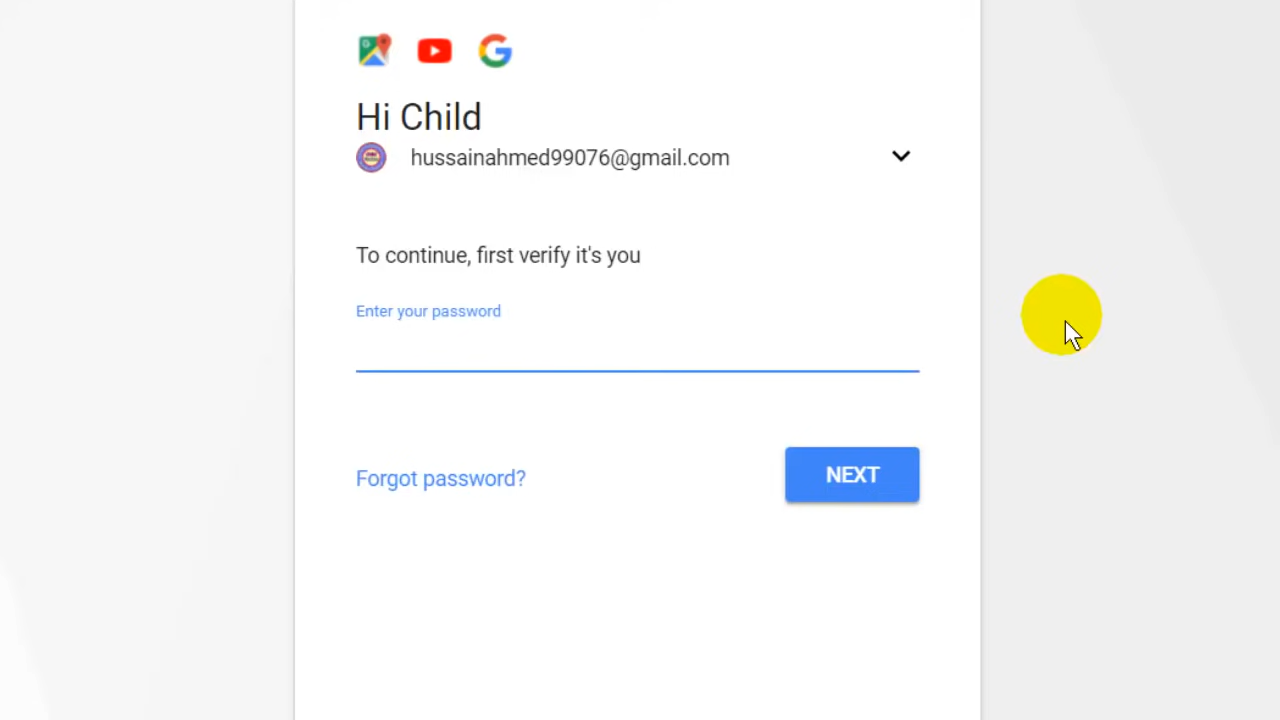 Hi Child
hussainahmed99076@gmail.com
To continue, first verify it's you
Enter your password
Forgot password?
NEXT